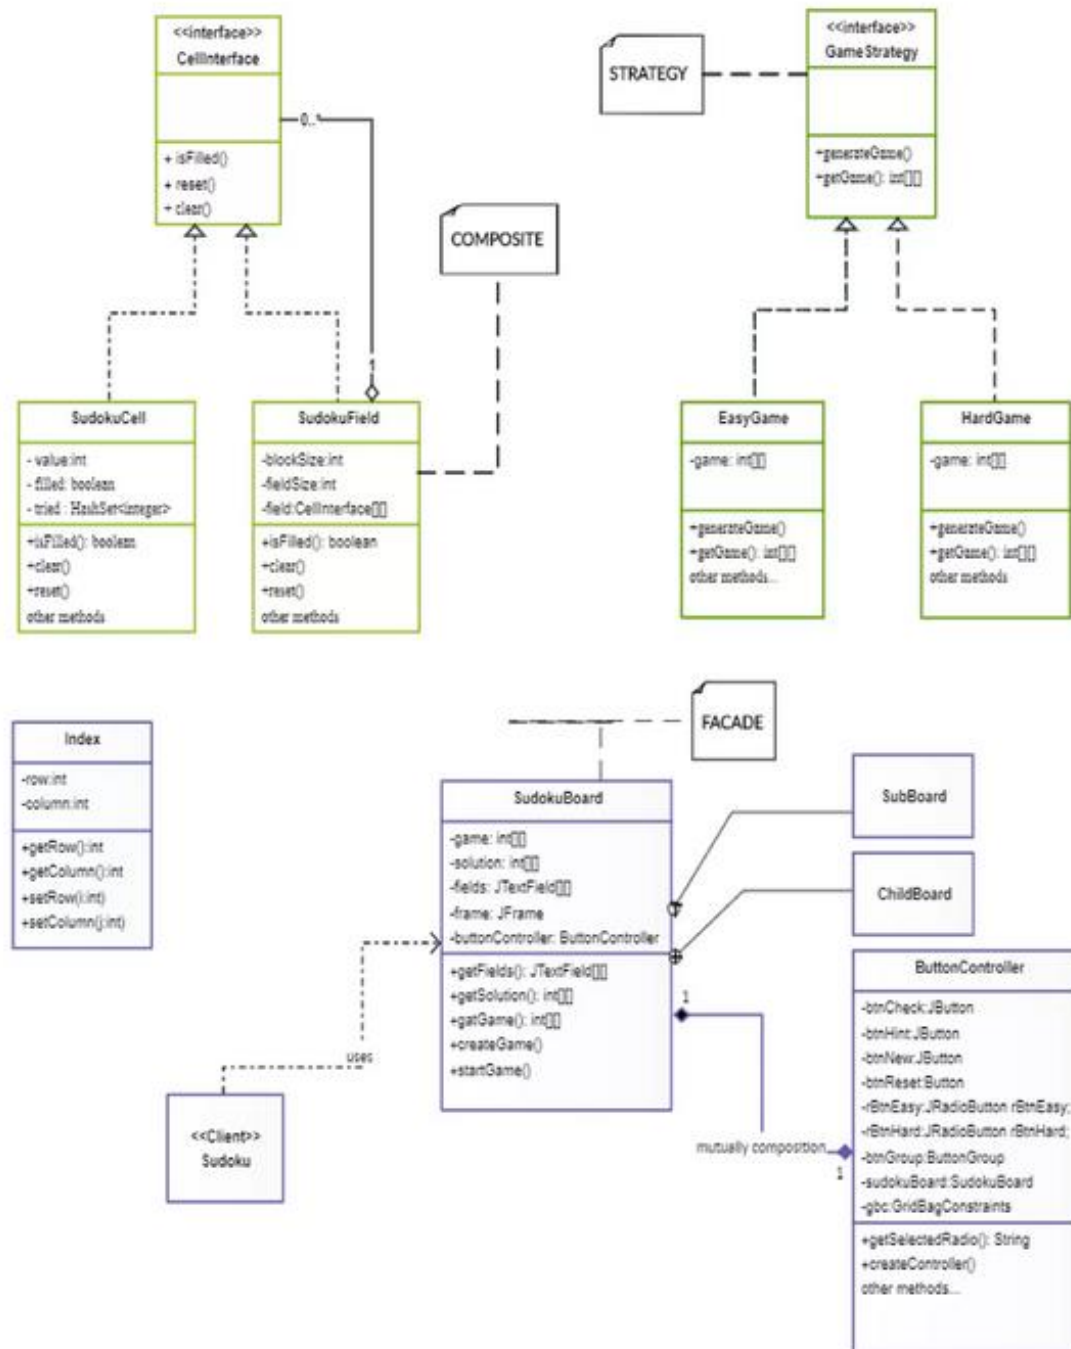 <<interface>>
CellInterface
+ isFilled()
+ reset()
+ clear()
0..*
1
COMPOSITE
STRATEGY
<<interface>>
GameStrategy
+generateGame()
+getGame(): int[][]
SudokuCell
- value:int
- filled: boolean
- tried : HashSet<integer>
+isFilled(): boolean
+clear()
+reset()
other methods
SudokuField
-blockSize:int
-fieldSize:int
-field:CellInterface[][]
+isFilled(): boolean
+clear()
+reset()
other methods
EasyGame
-game: int[][]
+generateGame()
+getGame(): int[][]
other methods...
HardGame
-game: int[][]
+generateGame()
+getGame(): int[][]
other methods
FACADE
Index
-row:int
-column:int
+getRow():int
+getColumn():int
+setRow(i:int)
+setColumn(j:int)
SudokuBoard
-game: int[][]
-solution: int[][]
-fields: JTextField[][]
-frame: JFrame
-buttonController: ButtonController
+getFields(): JTextField[][]
+getSolution(): int[][]
+gatGame(): int[][]
+createGame()
+startGame()
SubBoard
ChildBoard
ButtonController
-btnCheck:JButton
-btnHint:JButton
-btnNew:JButton
-btnReset:Button
-rBtnEasy:JRadioButton rBtnEasy;
-rBtnHard:JRadioButton rBtnHard;
-btnGroup:ButtonGroup
-sudokuBoard:SudokuBoard
-gbc:GridBagConstraints
+getSelectedRadio(): String
+createController()
other methods...
1
mutually composition
1
uses
<<Client>>
Sudoku